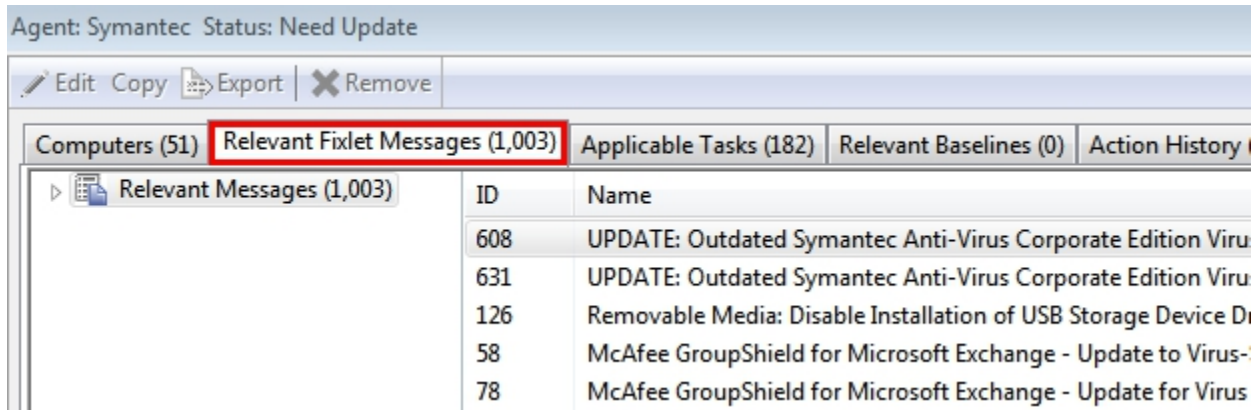 Agent: Symantec Status: Need Update
Edit Copy Export Remove
Computers (51) Relevant Fixlet Messages (1,003) Applicable Tasks (182) Relevant Baselines (0) Action History
Relevant Messages (1,003) ID Name
608 UPDATE: Outdated Symantec Anti-Virus Corporate Edition
631 UPDATE: Outdated Symantec Anti-Virus Corporate Edition
126 Removable Media: Disable Installation of USB Storage Device
58 McAfee GroupShield for Microsoft Exchange - Update to Virus-
78 McAfee GroupShield for Microsoft Exchange - Update for Virus